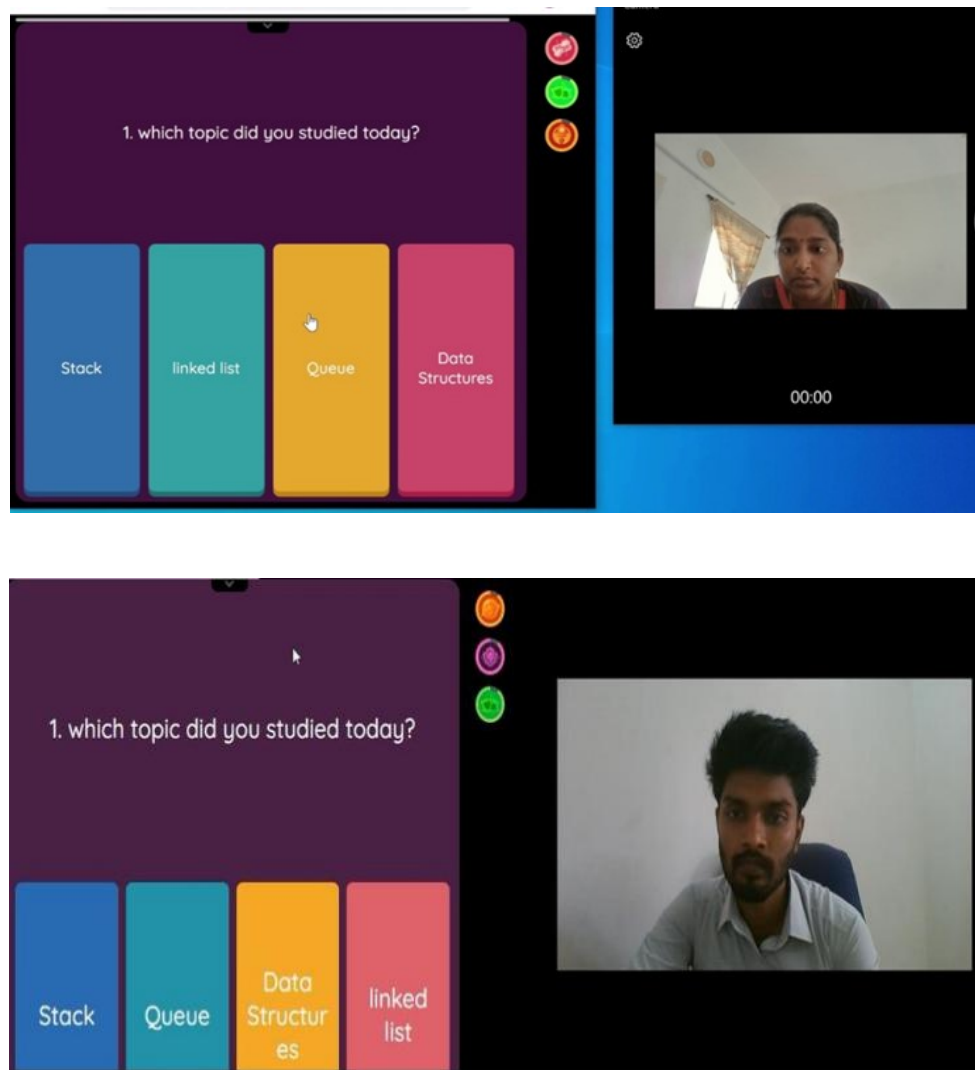 1. which topic did you studied today?
Stack
linked list
Queue
Data
Structures
00:00
1. which topic did you studied today?
Stack
Queue
Data
Structur
es
linked
list